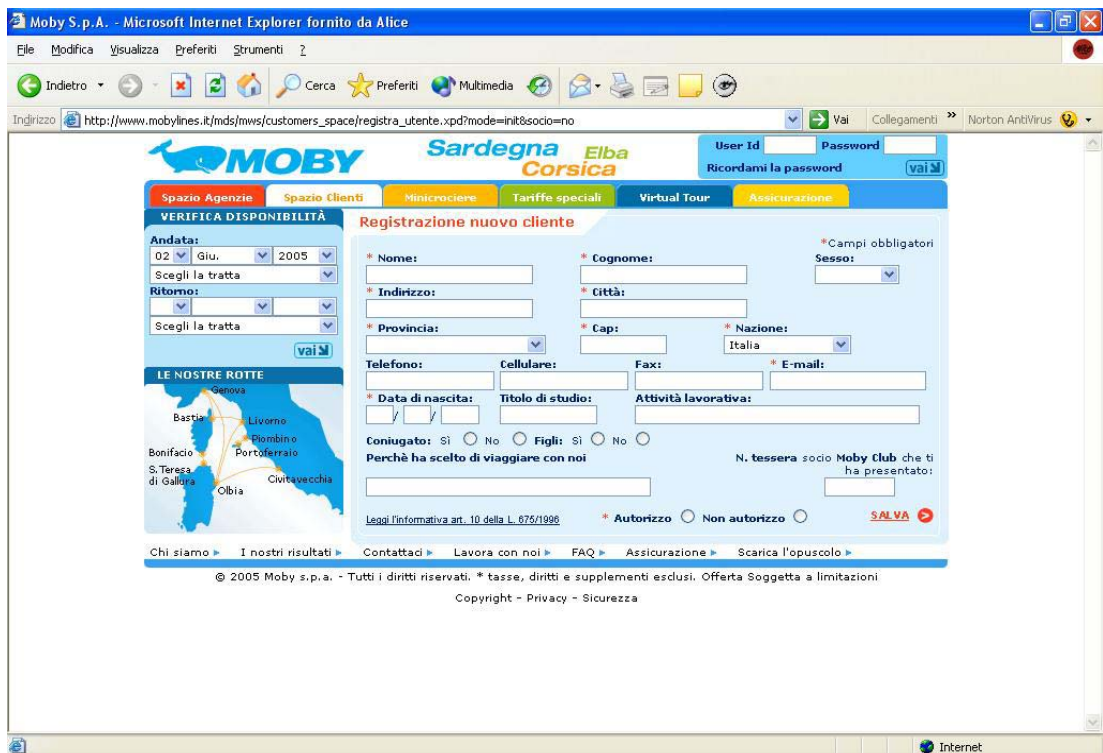 Moby S.p.A. - Microsoft Internet Explorer fornito da Alice
File Modifica Visualizza Preferiti Strumenti ?
Indietro Cerca Preferiti Multimedia
Indirizzo http://www.mobylines.it/mds/mws/customers_space/registra_utente.xpd?mode=init&socio=no Vai Collegamenti » Norton AntiVirus
MOBY Sardegna Elba Corsica
User Id Password
Ricordami la password vai
Spazio Agenzie Spazio Clienti Minicrociere Tariffe speciali Virtual Tour Assicurazione
VERIFICA DISPONIBILITÀ
Andata:
02 Giu. 2005
Scegli la tratta
Ritorno:
Scegli la tratta
vai
LE NOSTRE ROTTE
Genova
Bastia
Livorno
Piombino
Bonifacio
Portoferraio
S. Teresa
di Gallura
Civitavecchia
Olbia
Registrazione nuovo cliente
*Campi obbligatori
* Nome: * Cognome: Sesso:
* Indirizzo: * Città:
* Provincia: * Cap: * Nazione:
Italia
Telefono: Cellulare: Fax: * E-mail:
* Data di nascita: Titolo di studio: Attività lavorativa:
/ /
Coniugato: Sì No Figli: Sì No
Perchè ha scelto di viaggiare con noi
N. tessera socio Moby Club che ti
ha presentato:
Leggi l'informativa art. 10 della L. 675/1996 * Autorizzo Non autorizzo SALVA
Chi siamo I nostri risultati Contattaci Lavora con noi FAQ Assicurazione Scarica l'opuscolo
© 2005 Moby s.p.a. - Tutti i diritti riservati. * tasse, diritti e supplementi esclusi. Offerta Soggetta a limitazioni
Copyright - Privacy - Sicurezza
Internet